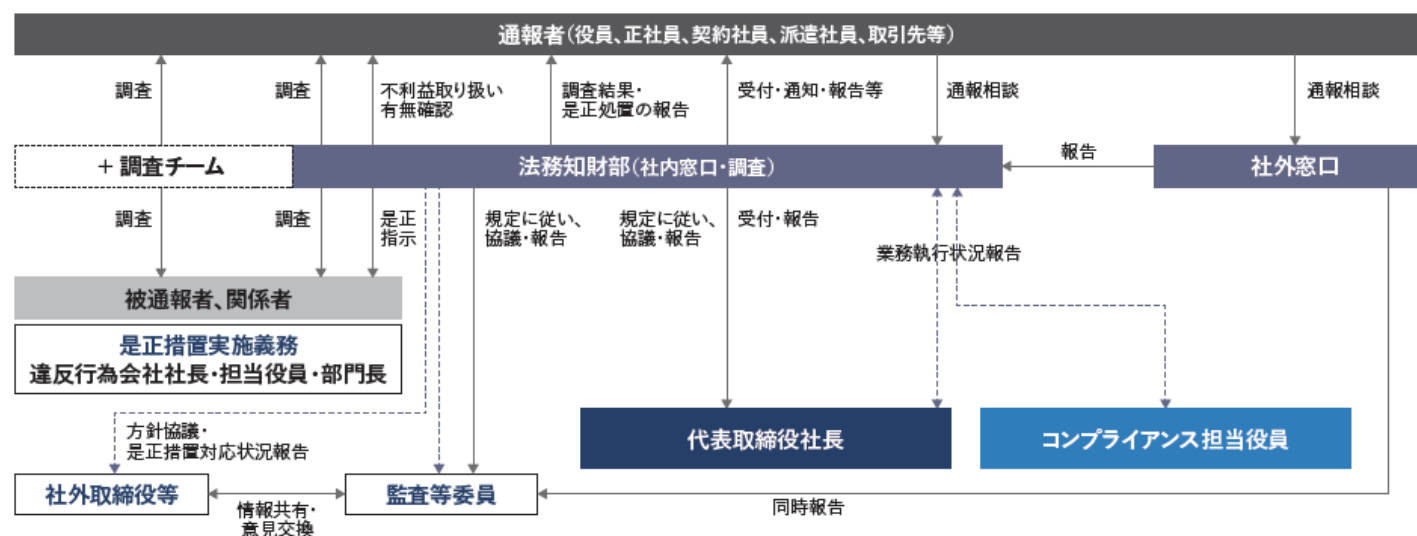 通報者(役員、正社員、契約社員、派遣社員、取引先等)
調査
調査
不利益取り扱い
有無確認
調査結果・
是正処置の報告
受付・通知・報告等
通報相談
通報相談
+ 調査チーム
法務知財部(社内窓口・調査)
報告
社外窓口
調査
調査
是正
指示
規定に従い、
協議・報告
規定に従い、
協議・報告
受付・報告
業務執行状況報告
被通報者、関係者
是正措置実施義務
違反行為会社社長・担当役員・部門長
方針協議・
是正措置対応状況報告
代表取締役社長
コンプライアンス担当役員
社外取締役等
情報共有・
意見交換
監査等委員
同時報告